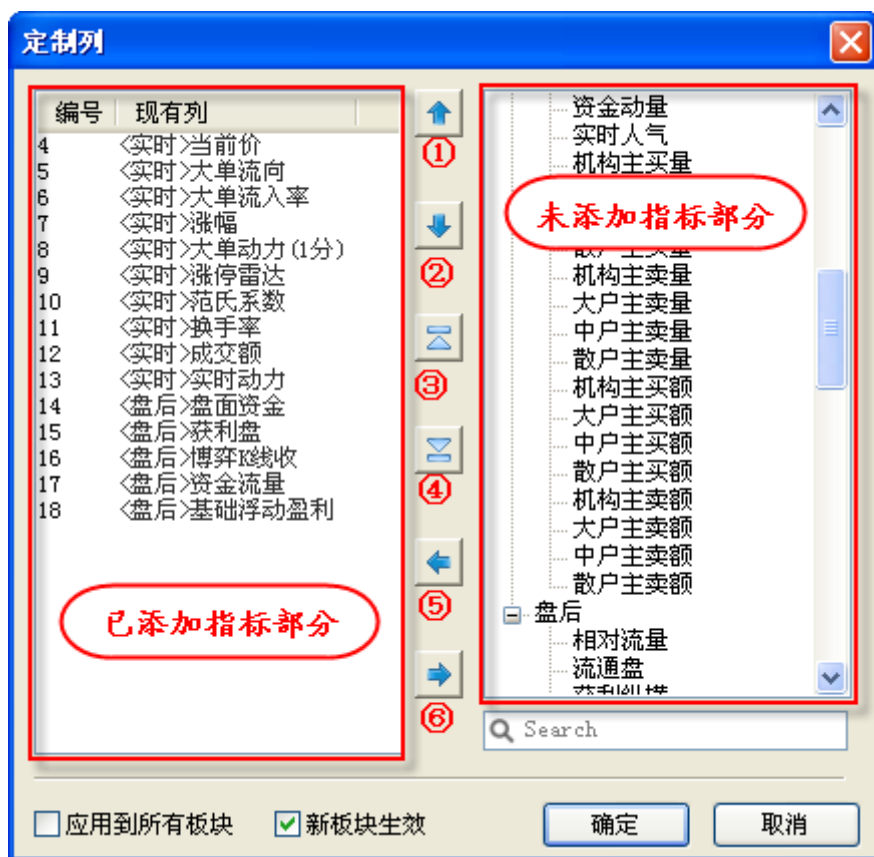 定制列
编号 现有列
4 <实时>当前价
5 <实时>大单流向
6 <实时>大单流入率
7 <实时>涨幅
8 <实时>大单动力(1分)
9 <实时>涨停雷达
10 <实时>范氏系数
11 <实时>换手率
12 <实时>成交额
13 <实时>实时动力
14 <盘后>盘面资金
15 <盘后>获利盘
16 <盘后>博弈K线收
17 <盘后>资金流量
18 <盘后>基础浮动盈利
已添加指标部分
①
②
③
④
⑤
⑥
资金动量
实时人气
机构主买量
未添加指标部分
散户主买量
机构主卖量
大户主卖量
中户主卖量
散户主卖量
机构主买额
大户主买额
中户主买额
散户主买额
机构主卖额
大户主卖额
中户主卖额
散户主卖额
盘后
相对流量
流通盘
Search
应用到所有板块
新板块生效
确定
取消